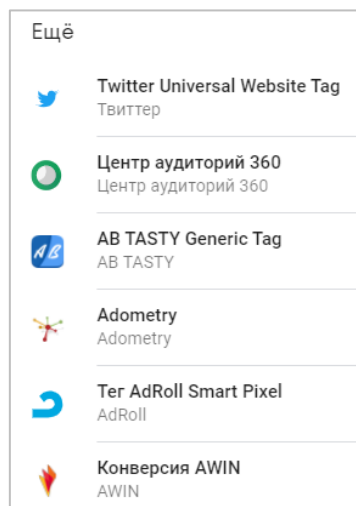 Ещё
Twitter Universal Website Tag
Твиттер
Центр аудиторий 360
Центр аудиторий 360
AB
AB TASTY Generic Tag
AB TASTY
Adometry
Adometry
Тег AdRoll Smart Pixel
AdRoll
Конверсия AWIN
AWIN